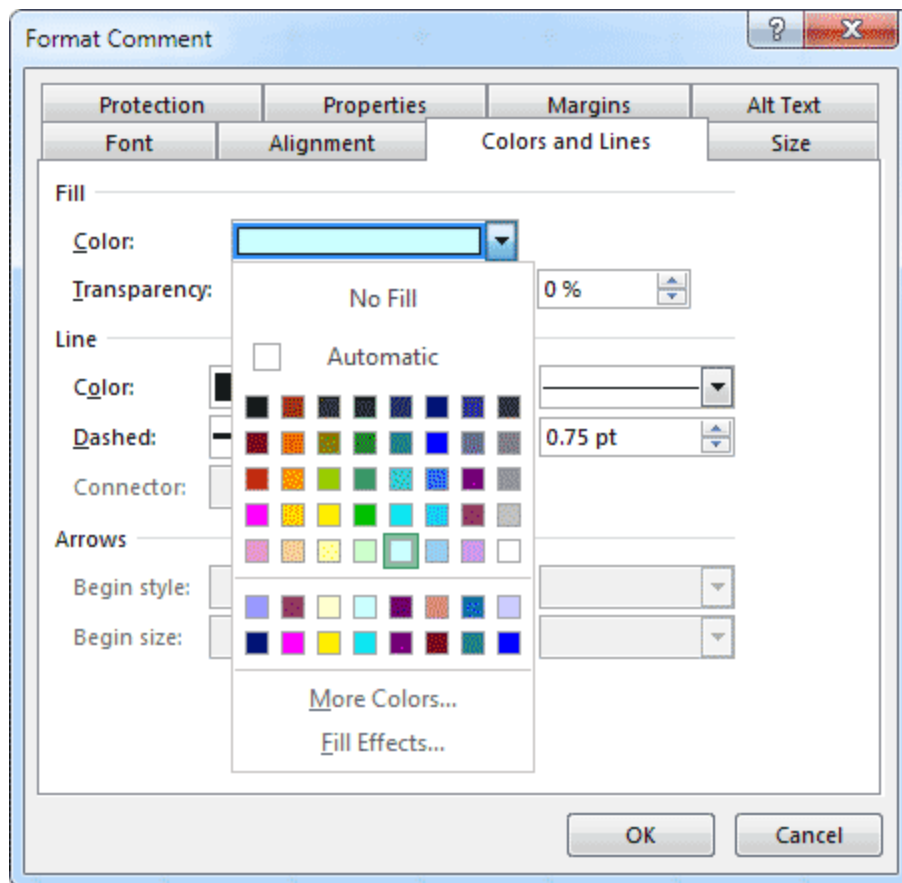 Format Comment
Protection Properties Margins Alt Text
Font Alignment Colors and Lines Size
Fill
Color:
Transparency: 0 %
No Fill
Line
Automatic
Color:
Dashed: 0.75 pt
Connector:
Arrows
Begin style:
Begin size:
More Colors...
Fill Effects...
OK Cancel